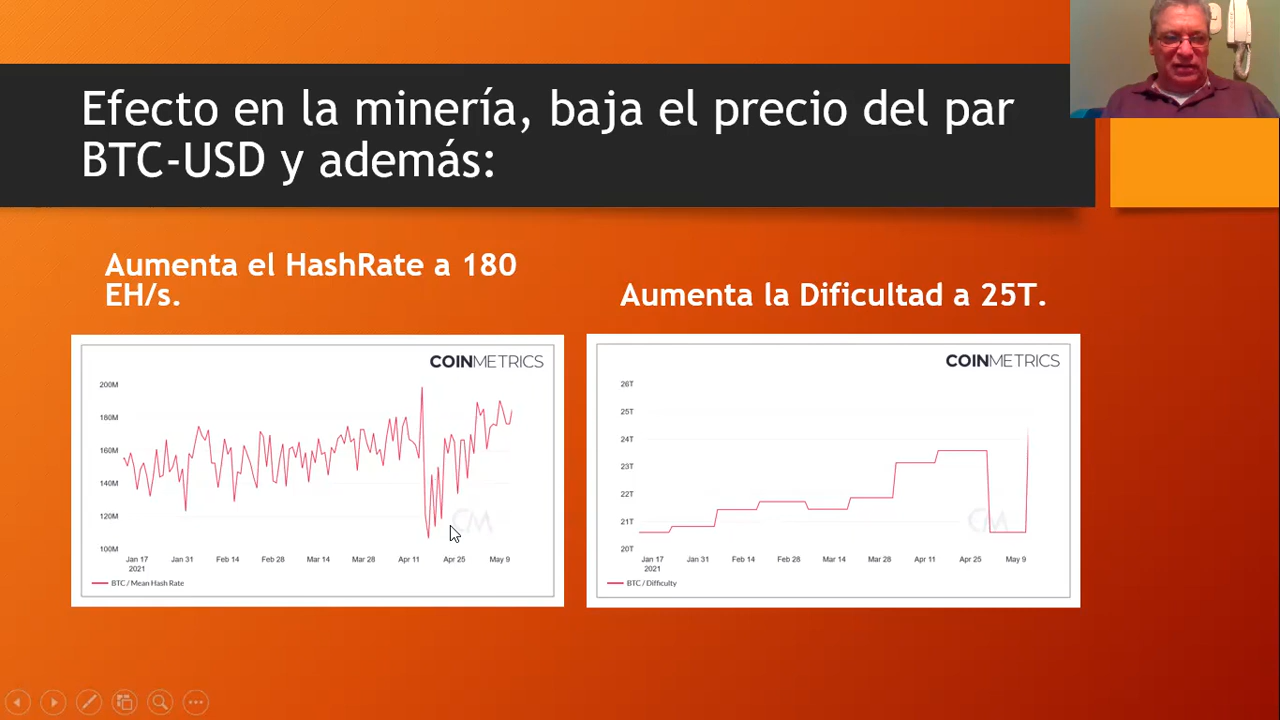 Efecto en la minería, baja el precio del par
BTC-USD y además:
Aumenta el HashRate a 180
EH/s.
Aumenta la Dificultad a 25T.
COINMETRICS
200M
180M
160M
140M
120M
100M
CM
Jan 17 Jan 31 Feb 14 Feb 28 Mar 14 Mar 28 Apr 11 Apr 25 May 9
2021
BTC / Mean Hash Rate
COINMETRICS
26T
25T
24T
23T
22T
21T
20T
CM
Jan 17 Jan 31 Feb 14 Feb 28 Mar 14 Mar 28 Apr 11 Apr 25 May 9
2021
BTC / Difficulty